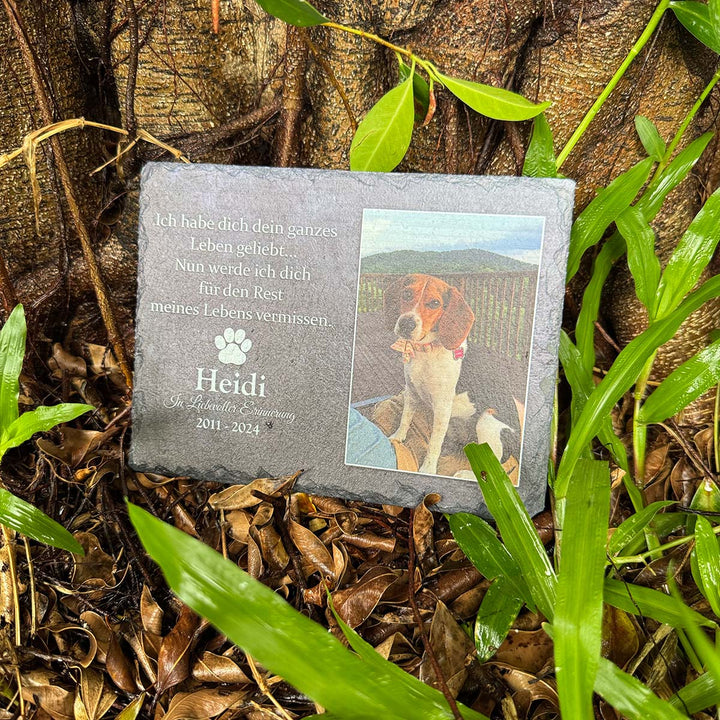 Ich habe dich dein ganzes
Leben geliebt...
Nun werde ich dich
für den Rest
meines Lebens vermissen..
Heidi
In Liebevoller Erinnerung
2011 - 2024